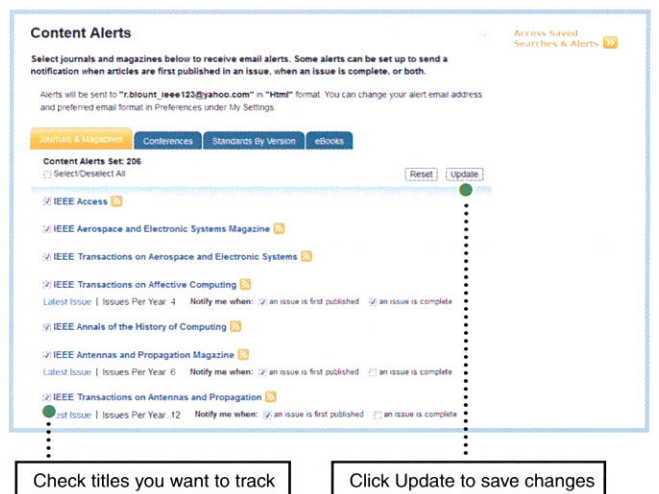 Content Alerts
Access Saved
Searches & Alerts
Select journals and magazines below to receive email alerts. Some alerts can be set up to send a
notification when articles are first published in an issue, when an issue is complete, or both.
Alerts will be sent to "r.blount_ieee123@yahoo.com" in "Html" format. You can change your alert email address
and preferred email format in Preferences under My Settings
Journals & Magazines Conferences Standards By Version eBooks
Content Alerts Set: 206
Select/Deselect All Reset Update
IEEE Access
IEEE Aerospace and Electronic Systems Magazine
IEEE Transactions on Aerospace and Electronic Systems
IEEE Transactions on Affective Computing
Latest Issue | Issues Per Year 4 Notify me when: an issue is first published an issue is complete
IEEE Annals of the History of Computing
IEEE Antennas and Propagation Magazine
Latest Issue | Issues Per Year 6 Notify me when: an issue is first published an issue is complete
IEEE Transactions on Antennas and Propagation
est Issue | Issues Per Year 12 Notify me when: an issue is first published an issue is complete
Check titles you want to track
Click Update to save changes